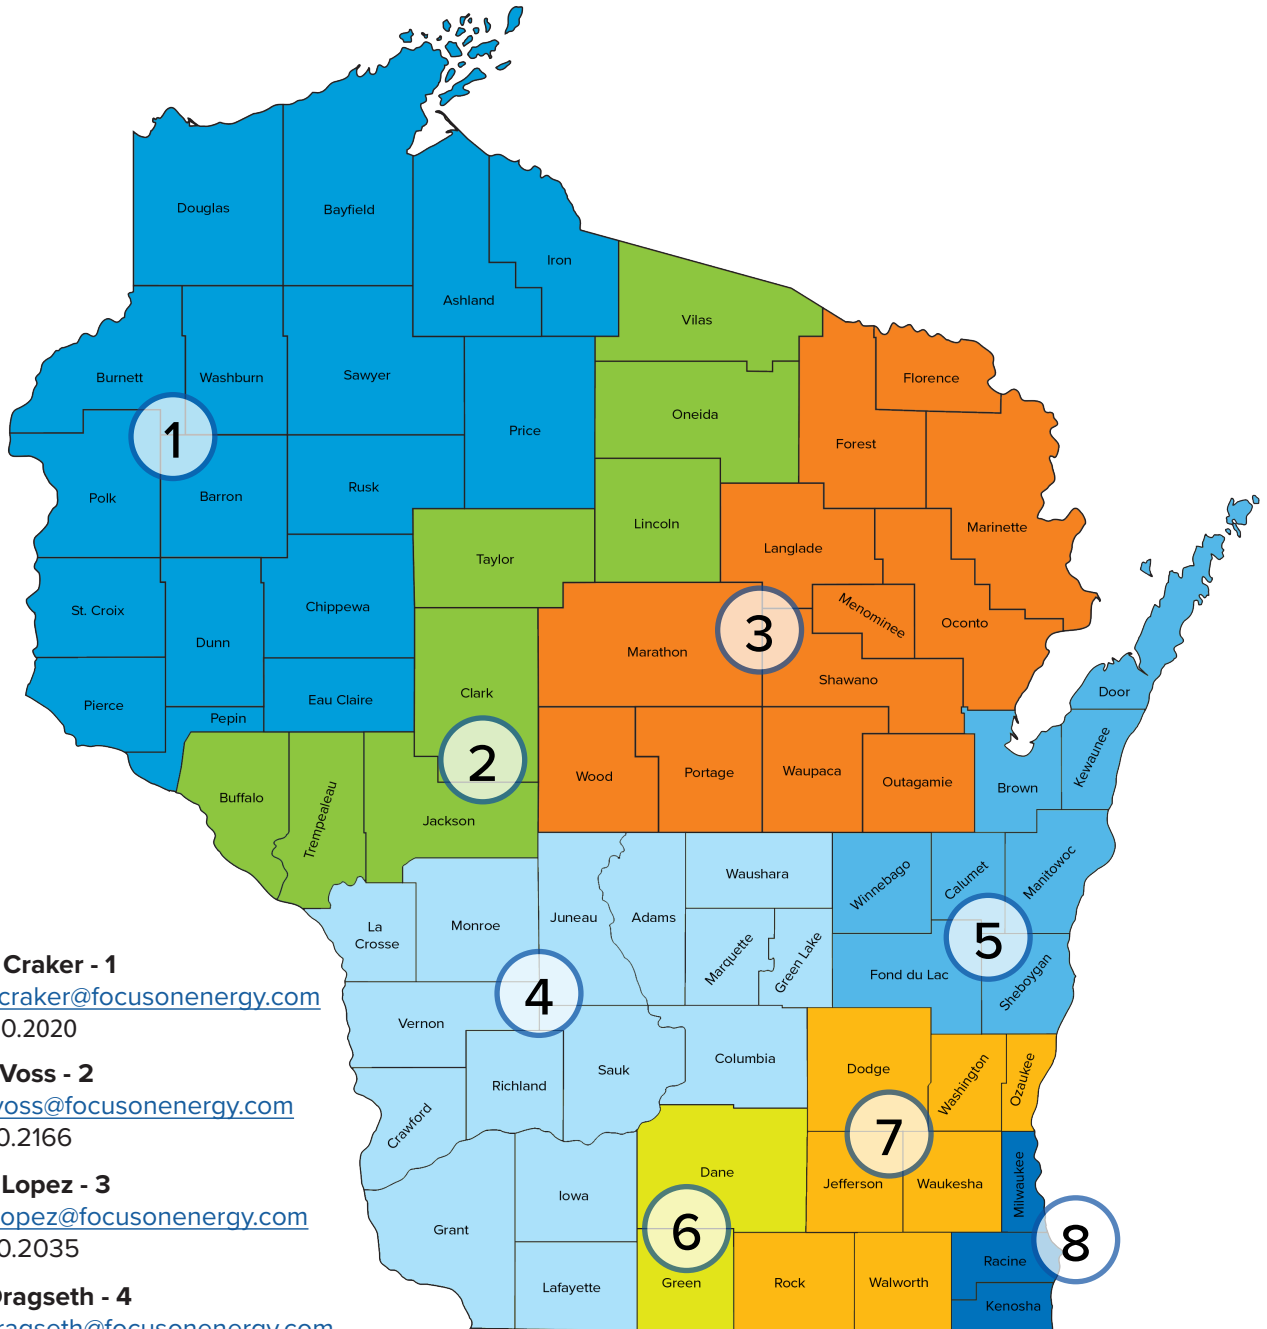 Douglas
Bayfield
Iron
Ashland
Vilas
Burnett
Washburn
Sawyer
Florence
Oneida
Price
Forest
1
Polk
Barron
Rusk
Lincoln
Marinette
Langlade
Taylor
St. Croix
Chippewa
Menominee
Oconto
3
Dunn
Marathon
Shawano
Clark
Door
Eau Claire
Pierce
Pepin
Kewaunee
2
Wood
Portage
Waupaca
Outagamie
Brown
Buffalo
Trempealeau
Jackson
Waushara
Winnebago
Calumet
Manitowoc
La
Crosse
Monroe
Juneau
Adams
Marquette
Green Lake
5
Fond du Lac
Sheboygan
4
Vernon
Columbia
Sauk
Richland
Dodge
Washington
Ozaukee
Crawford
7
Dane
Jefferson
Waukesha
Milwaukee
Iowa
Grant
6
8
Racine
Lafayette
Green
Rock
Walworth
Kenosha
Craker - 1
craker@focusonenergy.com
0.2020
Voss - 2
voss@focusonenergy.com
0.2166
Lopez - 3
opez@focusonenergy.com
0.2035
Dragseth - 4
ragseth@focusonenergy.com